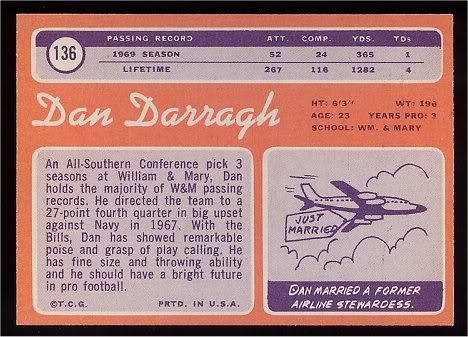 136
PASSING RECORD ATT. COMP. YDS. TDs
1969 SEASON 52 24 365 1
LIFETIME 267 116 1282 4
Dan Darragh
HT: 6'3" WT: 196
AGE: 23 YEARS PRO: 3
SCHOOL: WM. & MARY
An All-Southern Conference pick 3
seasons at William & Mary, Dan
holds the majority of W&M passing
records. He directed the team to a
27-point fourth quarter in big upset
against Navy in 1967. With the
Bills, Dan has showed remarkable
poise and grasp of play calling. He
has fine size and throwing ability
and he should have a bright future
in pro football.
©T.C.G. PRTD. IN U.S.A.
JUST
MARRIED
DAN MARRIED A FORMER
AIRLINE STEWARDESS.